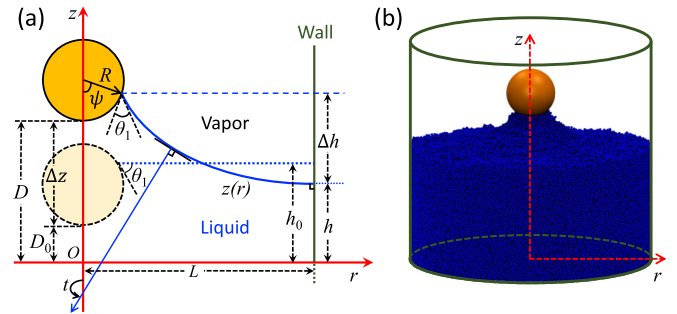 (a)
z
Wall
R
ψ
θ₁
Vapor
Δh
D
Δz
θ₁
z(r)
h₀
h
Liquid
D₀
O
L
r
t
(b)
z
r